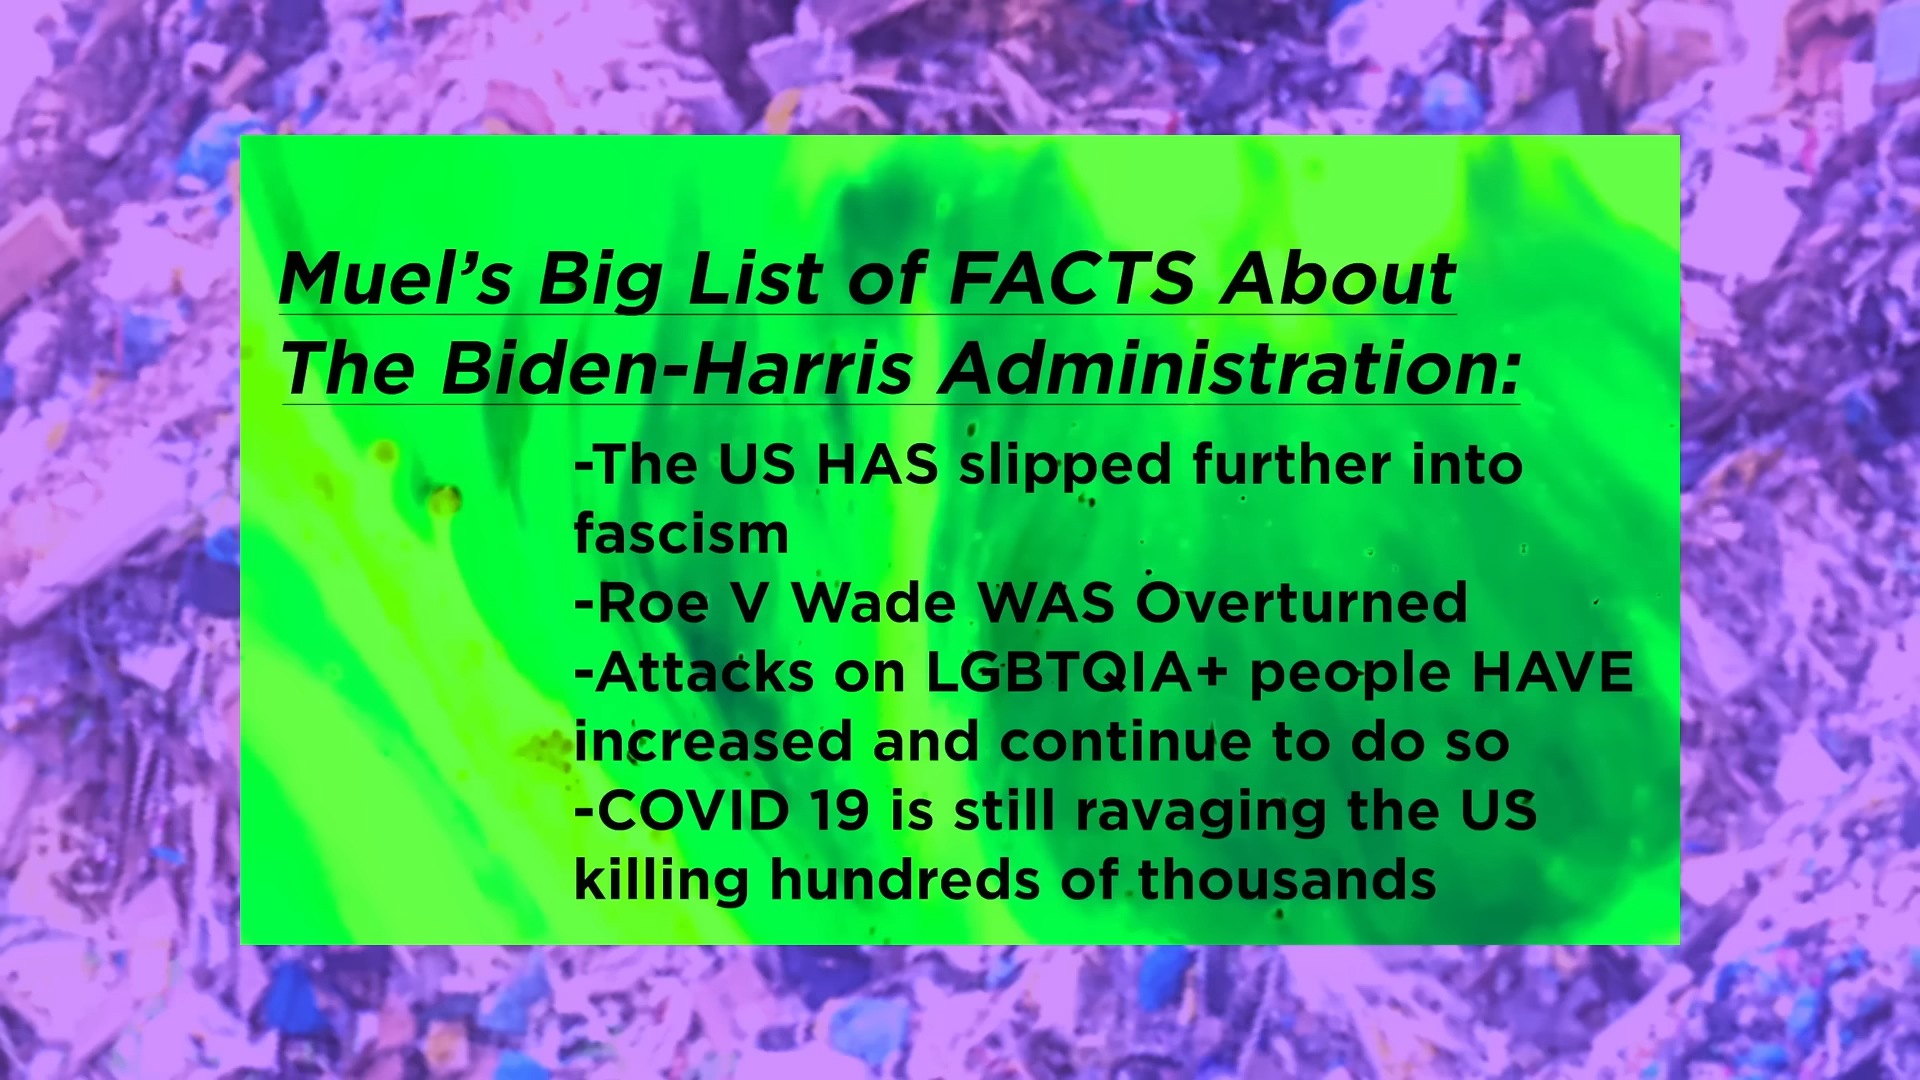 Muel’s Big List of FACTS About
The Biden-Harris Administration:
-The US HAS slipped further into
fascism
-Roe V Wade WAS Overturned
-Attacks on LGBTQIA+ people HAVE
increased and continue to do so
-COVID 19 is still ravaging the US
killing hundreds of thousands